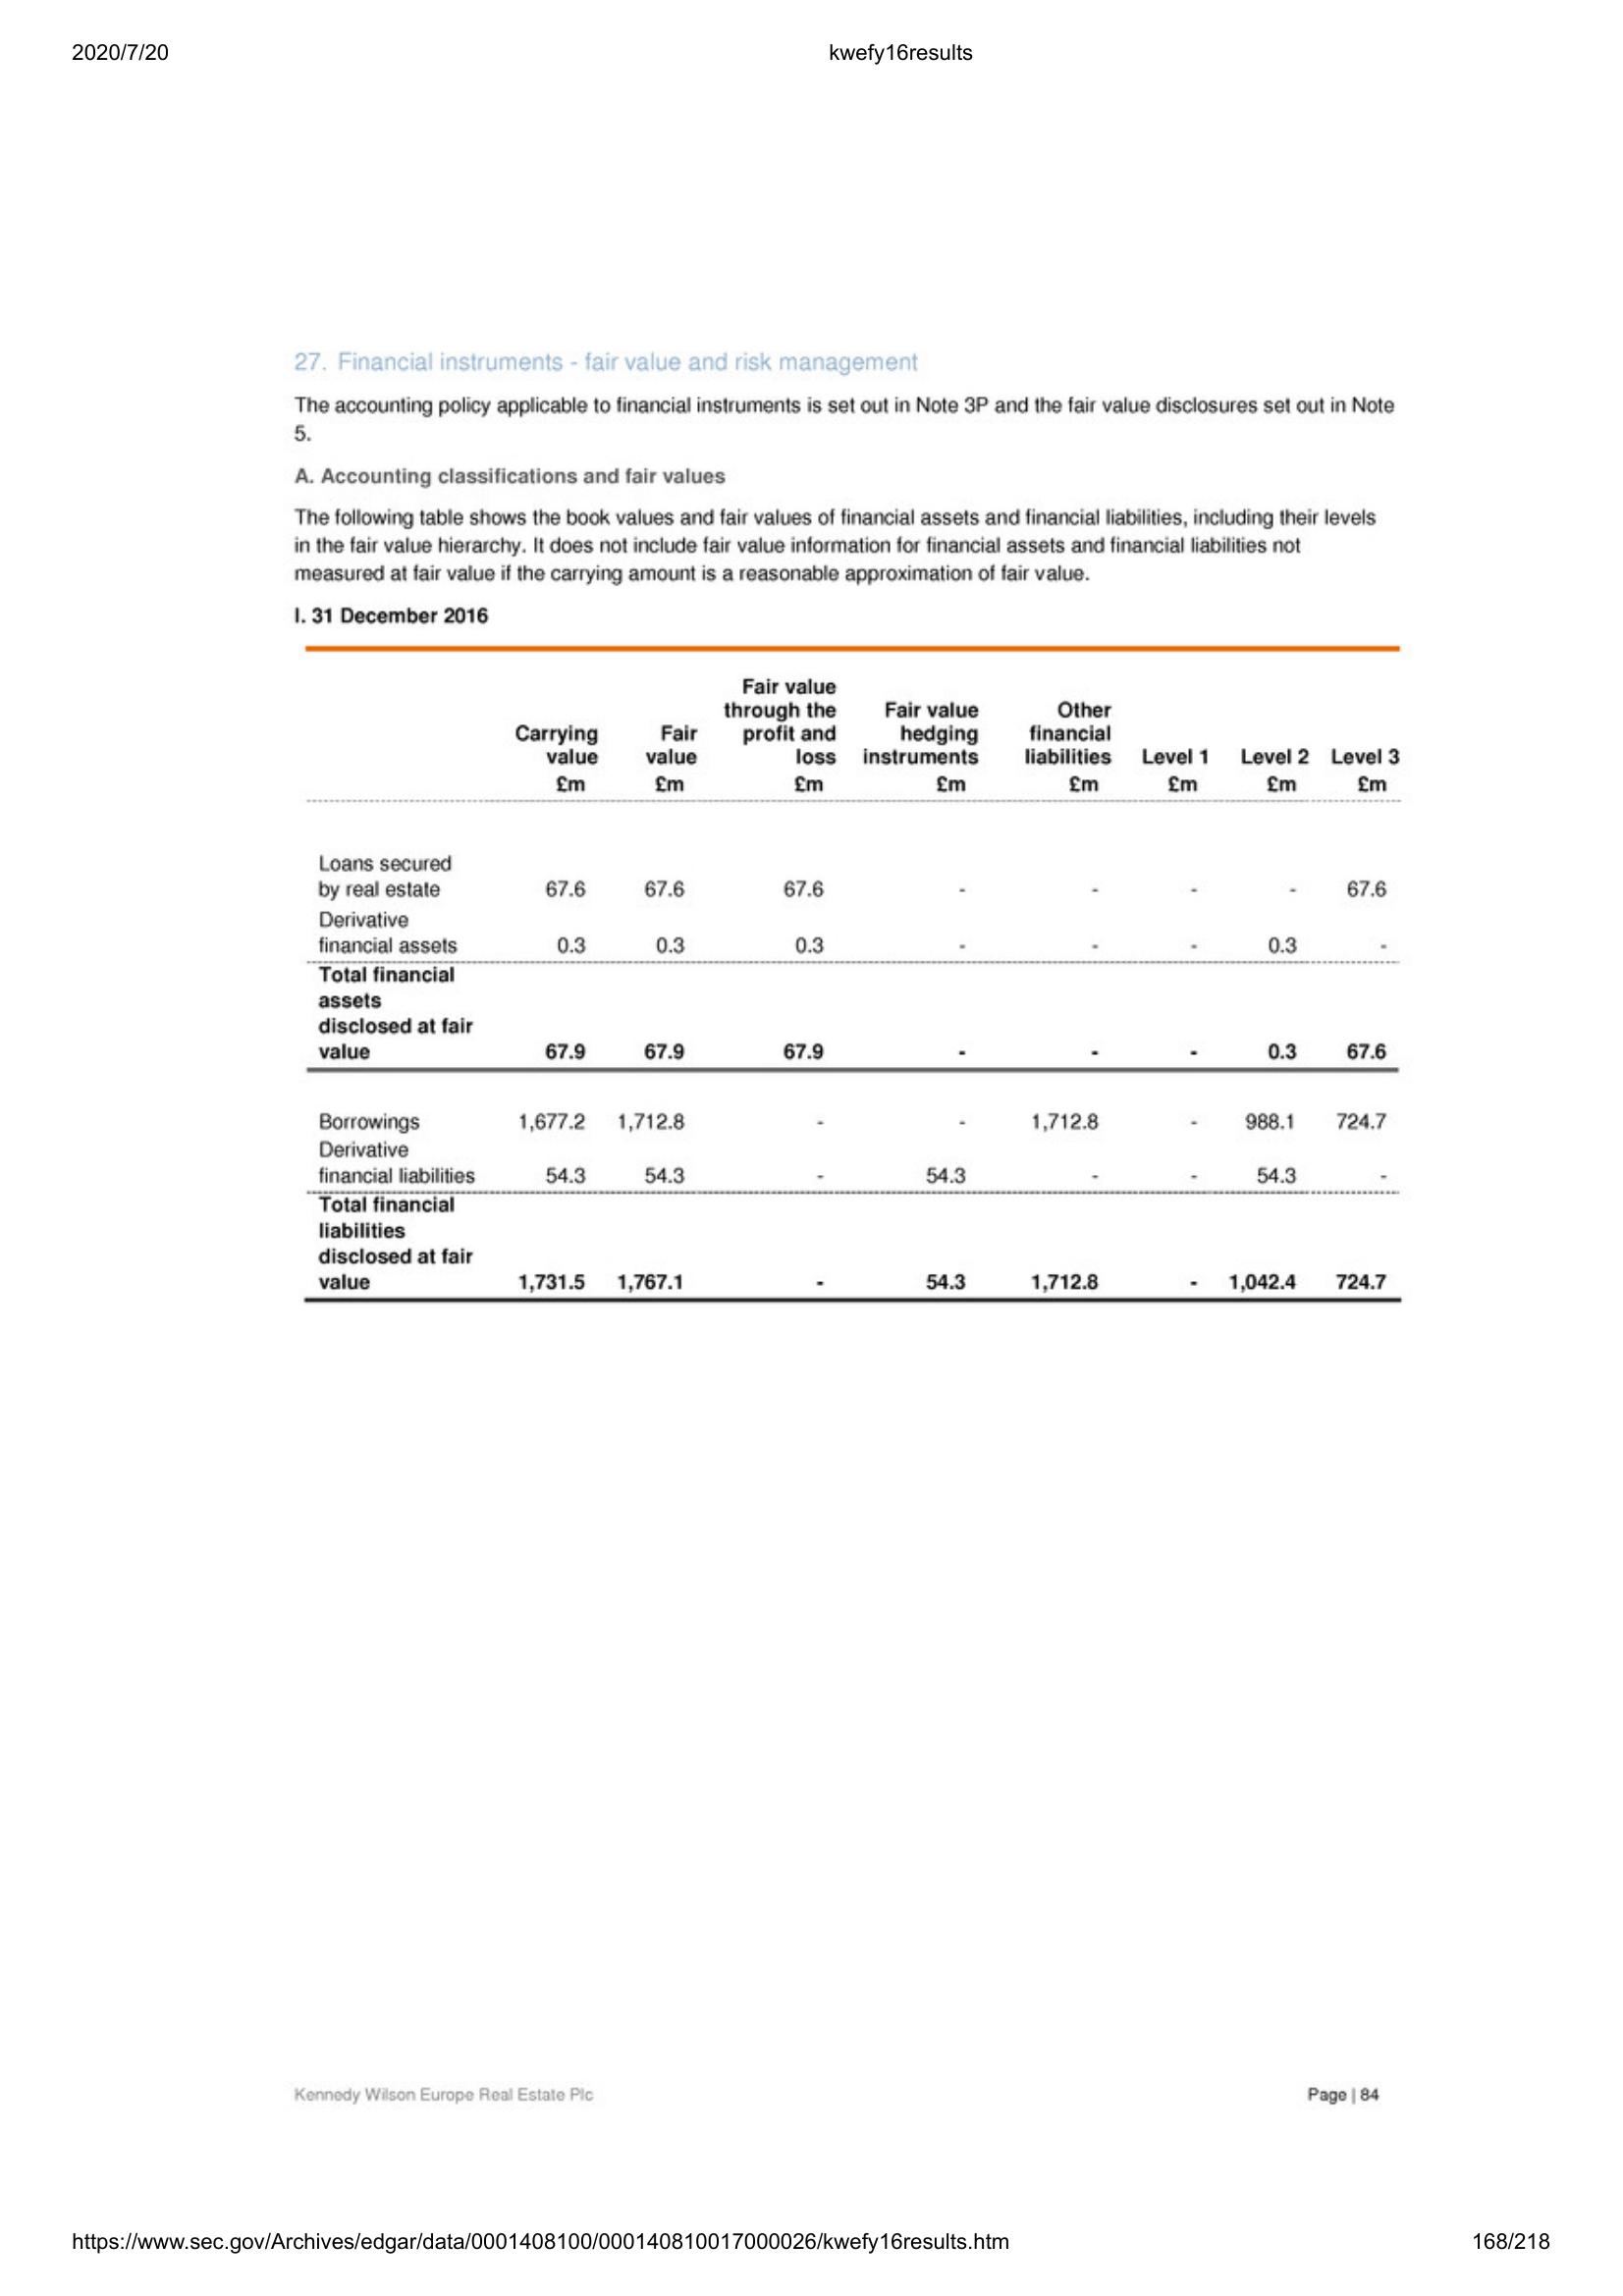 2020/7/20 kwefy16results
27. Financial instruments - fair value and risk management
The accounting policy applicable to financial instruments is set out in Note 3P and the fair value disclosures set out in Note
5.
A. Accounting classifications and fair values
The following table shows the book values and fair values of financial assets and financial liabilities, including their levels
in the fair value hierarchy. It does not include fair value information for financial assets and financial liabilities not
measured at fair value if the carrying amount is a reasonable approximation of fair value.
I. 31 December 2016
Fair value
through the Fair value Other
Carrying Fair profit and hedging financial
value value loss instruments liabilities Level 1 Level 2 Level 3
£m £m £m £m £m £m £m £m
Loans secured
by real estate 67.6 67.6 67.6 - - - - 67.6
Derivative
financial assets 0.3 0.3 0.3 - - - 0.3 -
Total financial
assets
disclosed at fair
value 67.9 67.9 67.9 - - - 0.3 67.6
Borrowings 1,677.2 1,712.8 - - 1,712.8 - 988.1 724.7
Derivative
financial liabilities 54.3 54.3 - 54.3 - - 54.3 -
Total financial
liabilities
disclosed at fair
value 1,731.5 1,767.1 - 54.3 1,712.8 - 1,042.4 724.7
Kennedy Wilson Europe Real Estate Plc Page | 84
https://www.sec.gov/Archives/edgar/data/0001408100/000140810017000026/kwefy16results.htm 168/218